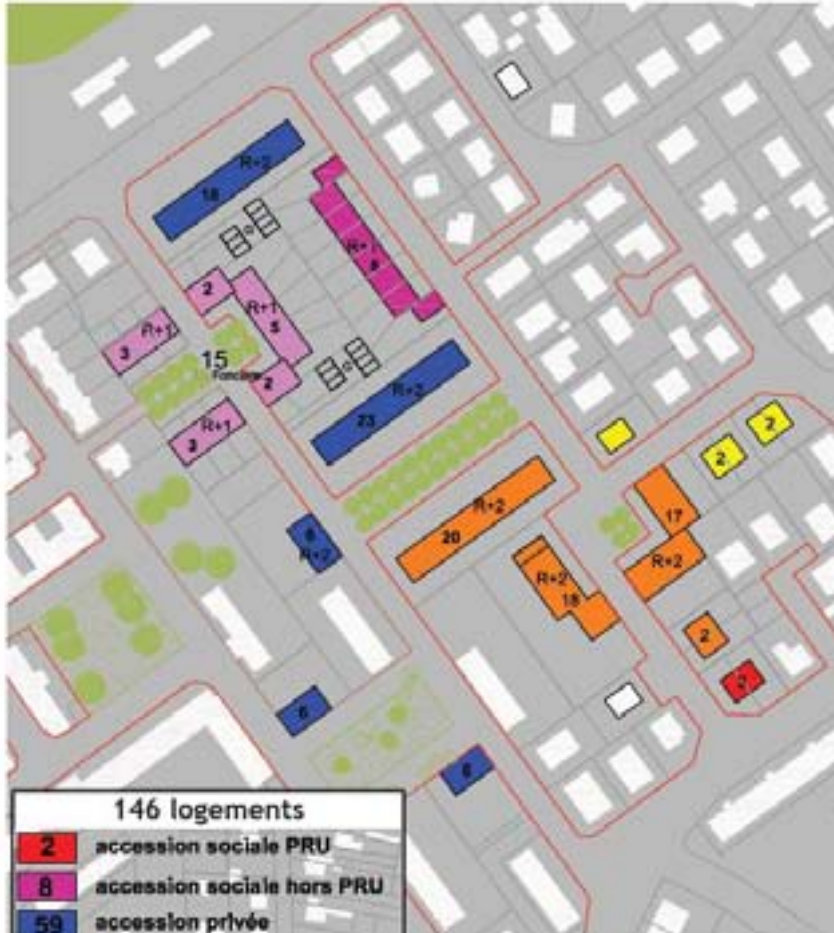 R+2
18
2
R+1
5
R+1
3
15
Foncière
2
R+1
3
R+2
23
R+2
20
6
R+2
R+2
18
17
R+2
2
2
2
2
6
6
146 logements
2 accession sociale PRU
8 accession sociale hors PRU
59 accession privée